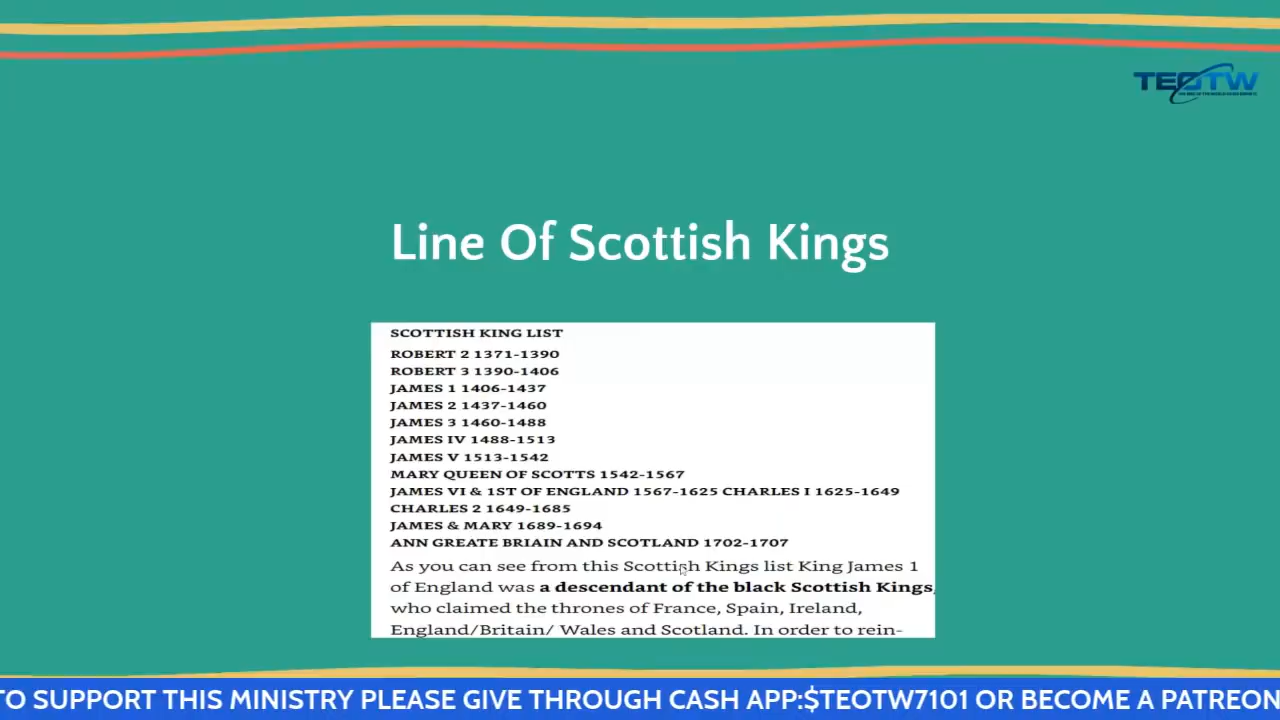 TEOTW
Line Of Scottish Kings
SCOTTISH KING LIST
ROBERT 2 1371-1390
ROBERT 3 1390-1406
JAMES 1 1406-1437
JAMES 2 1437-1460
JAMES 3 1460-1488
JAMES IV 1488-1513
JAMES V 1513-1542
MARY QUEEN OF SCOTTS 1542-1567
JAMES VI & 1ST OF ENGLAND 1567-1625 CHARLES I 1625-1649
CHARLES 2 1649-1685
JAMES & MARY 1689-1694
ANN GREATE BRIAIN AND SCOTLAND 1702-1707
As you can see from this Scottish Kings list King James 1
of England was a descendant of the black Scottish Kings,
who claimed the thrones of France, Spain, Ireland,
England/Britain/ Wales and Scotland. In order to rein-
TO SUPPORT THIS MINISTRY PLEASE GIVE THROUGH CASH APP:$TEOTW7101 OR BECOME A PATREON